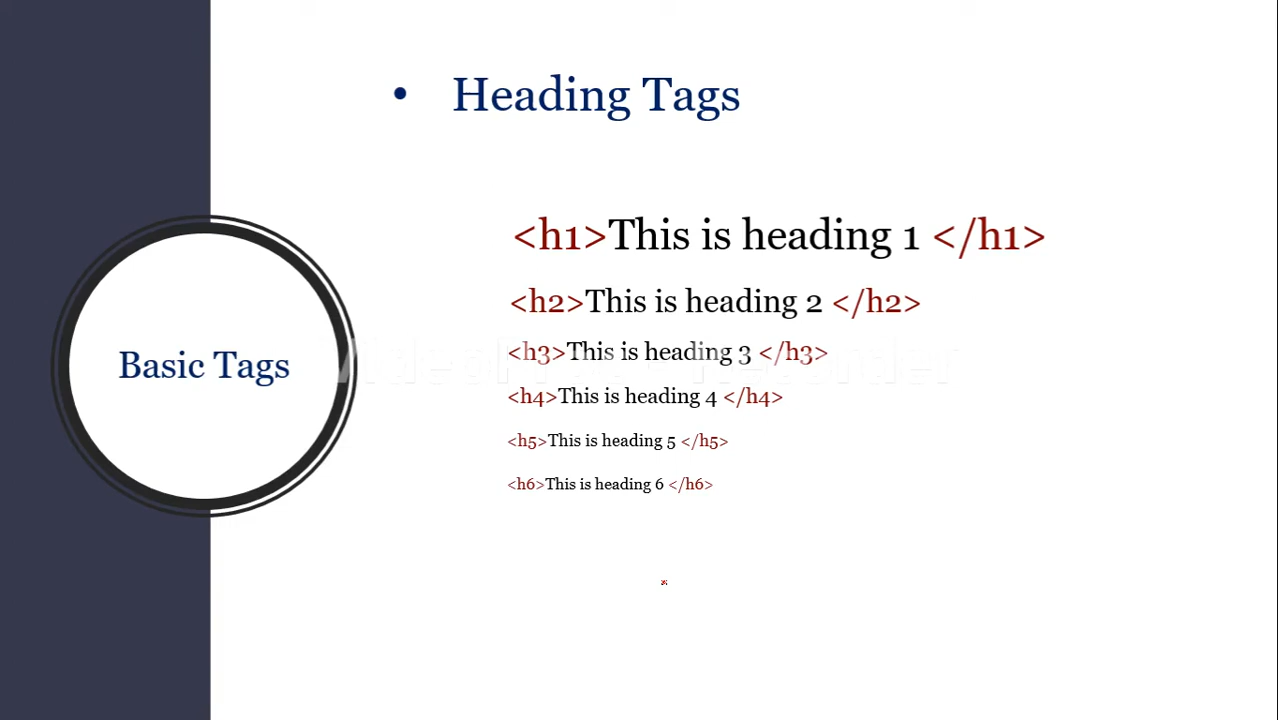 • Heading Tags
<h1>This is heading 1 </h1>
<h2>This is heading 2 </h2>
<h3>This is heading 3 </h3>
<h4>This is heading 4 </h4>
<h5>This is heading 5 </h5>
<h6>This is heading 6 </h6>
Basic Tags